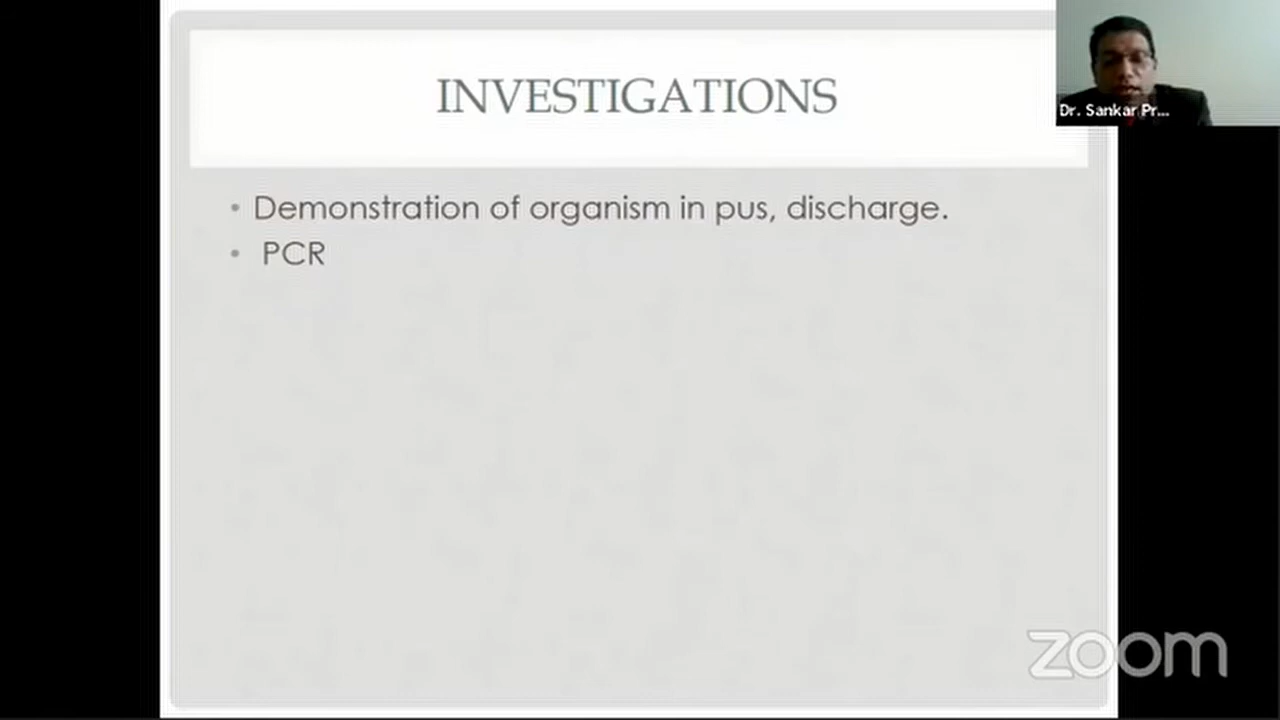 INVESTIGATIONS
Dr. Sankar Pr...
• Demonstration of organism in pus, discharge.
• PCR
zoom